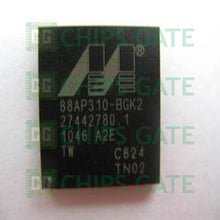 CHIPS GATE
88AP310-BGK2
27442780.1
1046 A2E
TW
C624
TN02